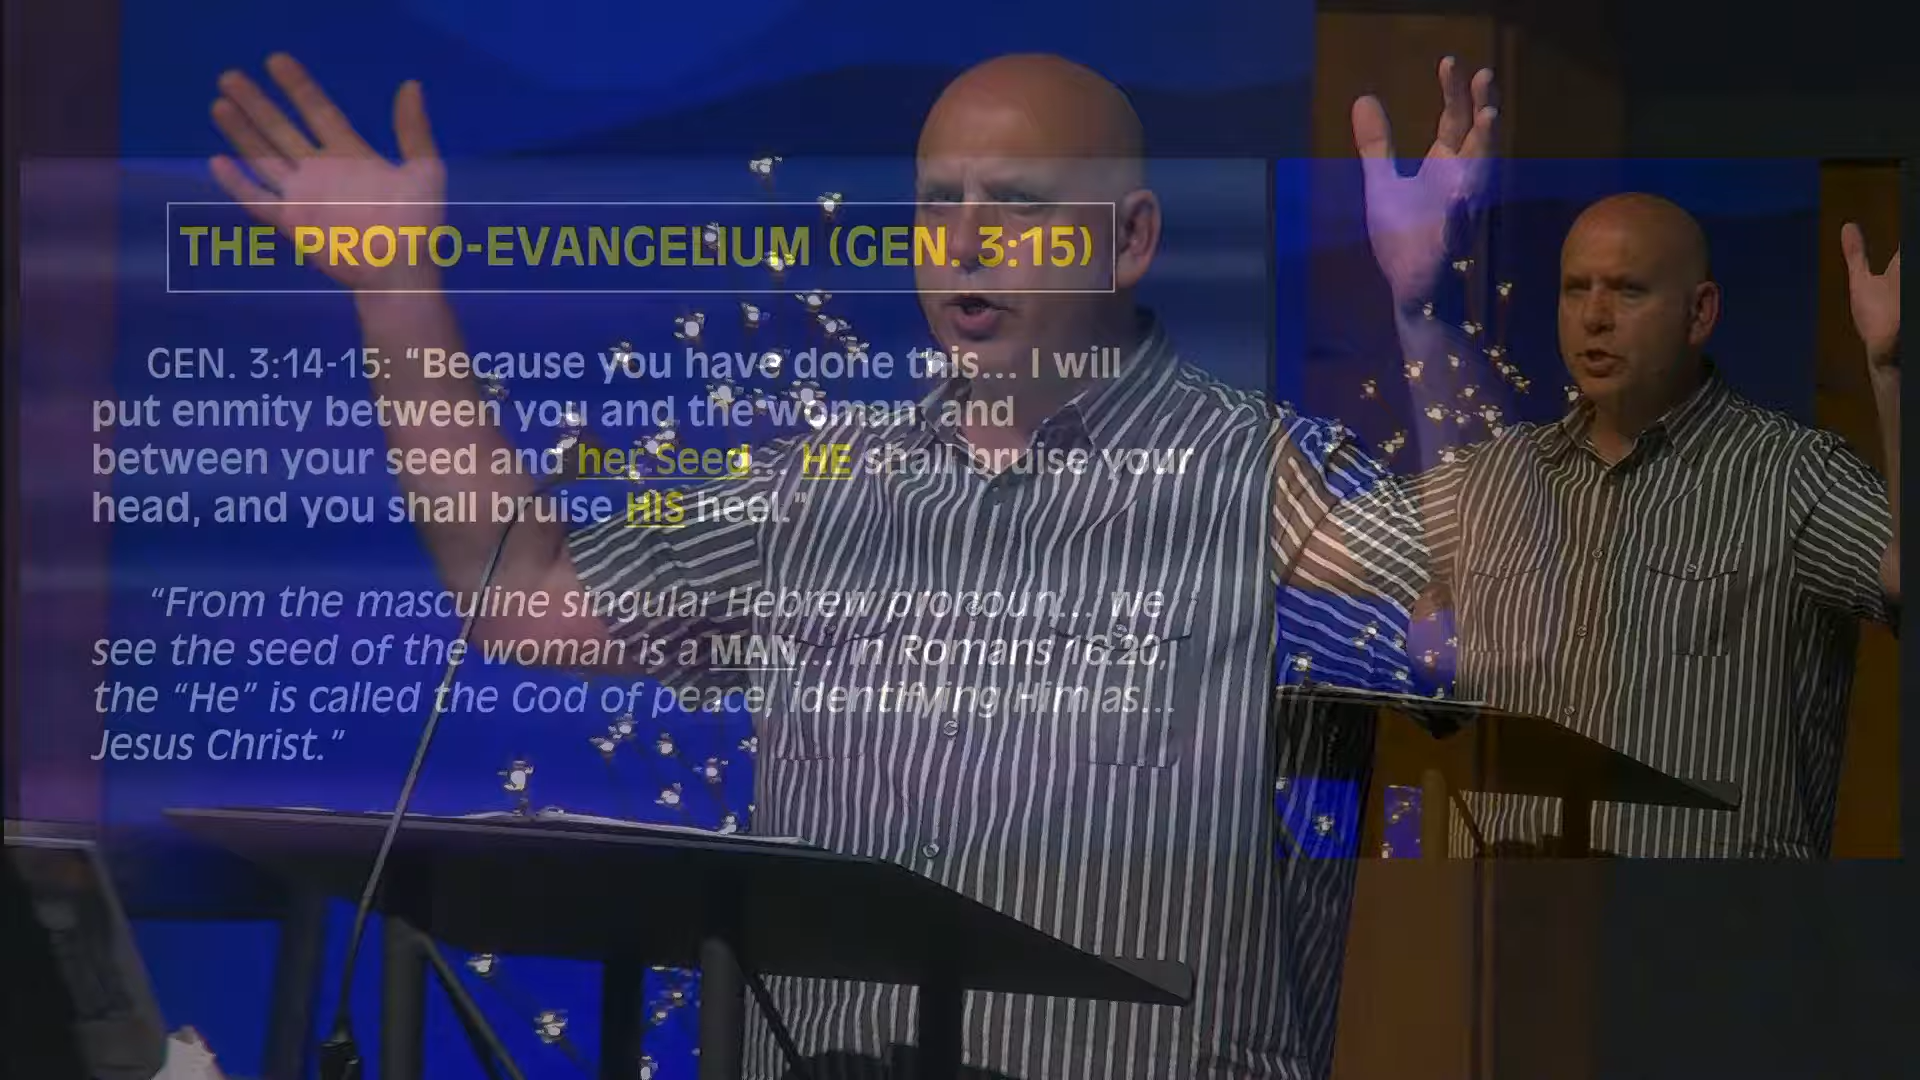 THE PROTO-EVANGELIUM (GEN. 3:15)
GEN. 3:14-15: “Because you have done this... I will
put enmity between you and the woman, and
between your seed and her Seed... HE shall bruise your
head, and you shall bruise HIS heel.”
“From the masculine singular Hebrew pronoun... we
see the seed of the woman is a MAN... in Romans 16:20,
the “He” is called the God of peace, identifying Him as...
Jesus Christ.”